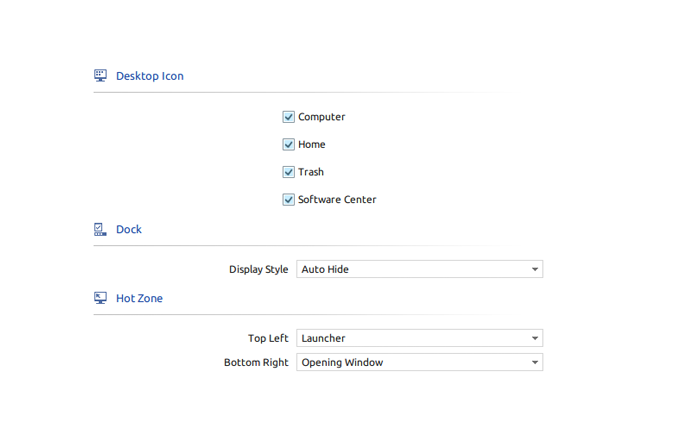 Desktop Icon
Computer
Home
Trash
Software Center
Dock
Display Style Auto Hide
Hot Zone
Top Left Launcher
Bottom Right Opening Window